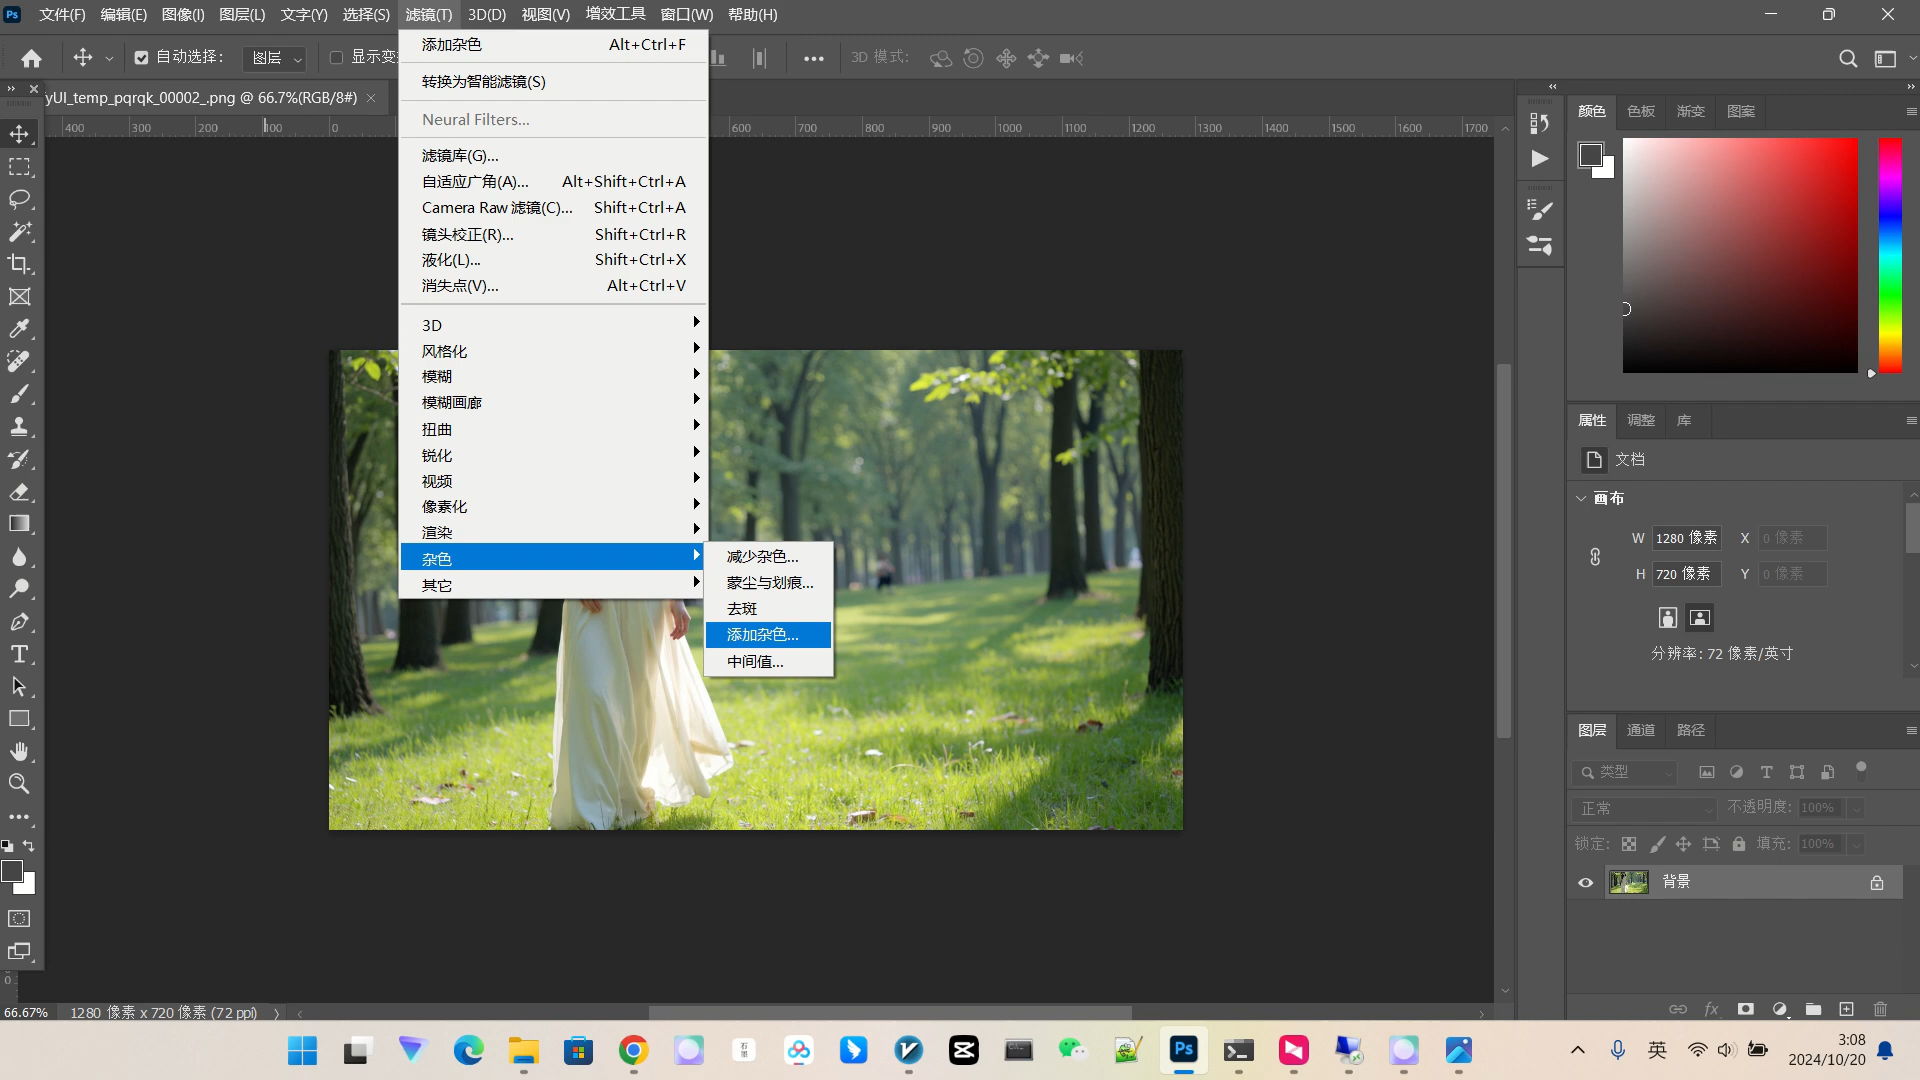 Ps 文件(F) 编辑(E) 图像(I) 图层(L) 文字(Y) 选择(S) 滤镜(T) 3D(D) 视图(V) 增效工具 窗口(W) 帮助(H)
自动选择: 图层 显示变 3D 模式:
yUI_temp_pqrqk_00002_.png @ 66.7%(RGB/8#)
400 300 200 100 0 600 700 800 900 1000 1100 1200 1300 1400 1500 1600 1700
添加杂色 Alt+Ctrl+F
转换为智能滤镜(S)
Neural Filters...
滤镜库(G)...
自适应广角(A)... Alt+Shift+Ctrl+A
Camera Raw 滤镜(C)... Shift+Ctrl+A
镜头校正(R)... Shift+Ctrl+R
液化(L)... Shift+Ctrl+X
消失点(V)... Alt+Ctrl+V
3D
风格化
模糊
模糊画廊
扭曲
锐化
视频
像素化
渲染
杂色
其它
减少杂色...
蒙尘与划痕...
去斑
添加杂色...
中间值...
颜色 色板 渐变 图案
属性 调整 库
文档
画布
W 1280 像素 X 0 像素
H 720 像素 Y 0 像素
分辨率: 72 像素/英寸
图层 通道 路径
类型
正常 不透明度: 100%
锁定: 填充: 100%
背景
fx
0
66.67% 1280 像素 x 720 像素 (72 ppi)
石墨
Ps
英
3:08
2024/10/20